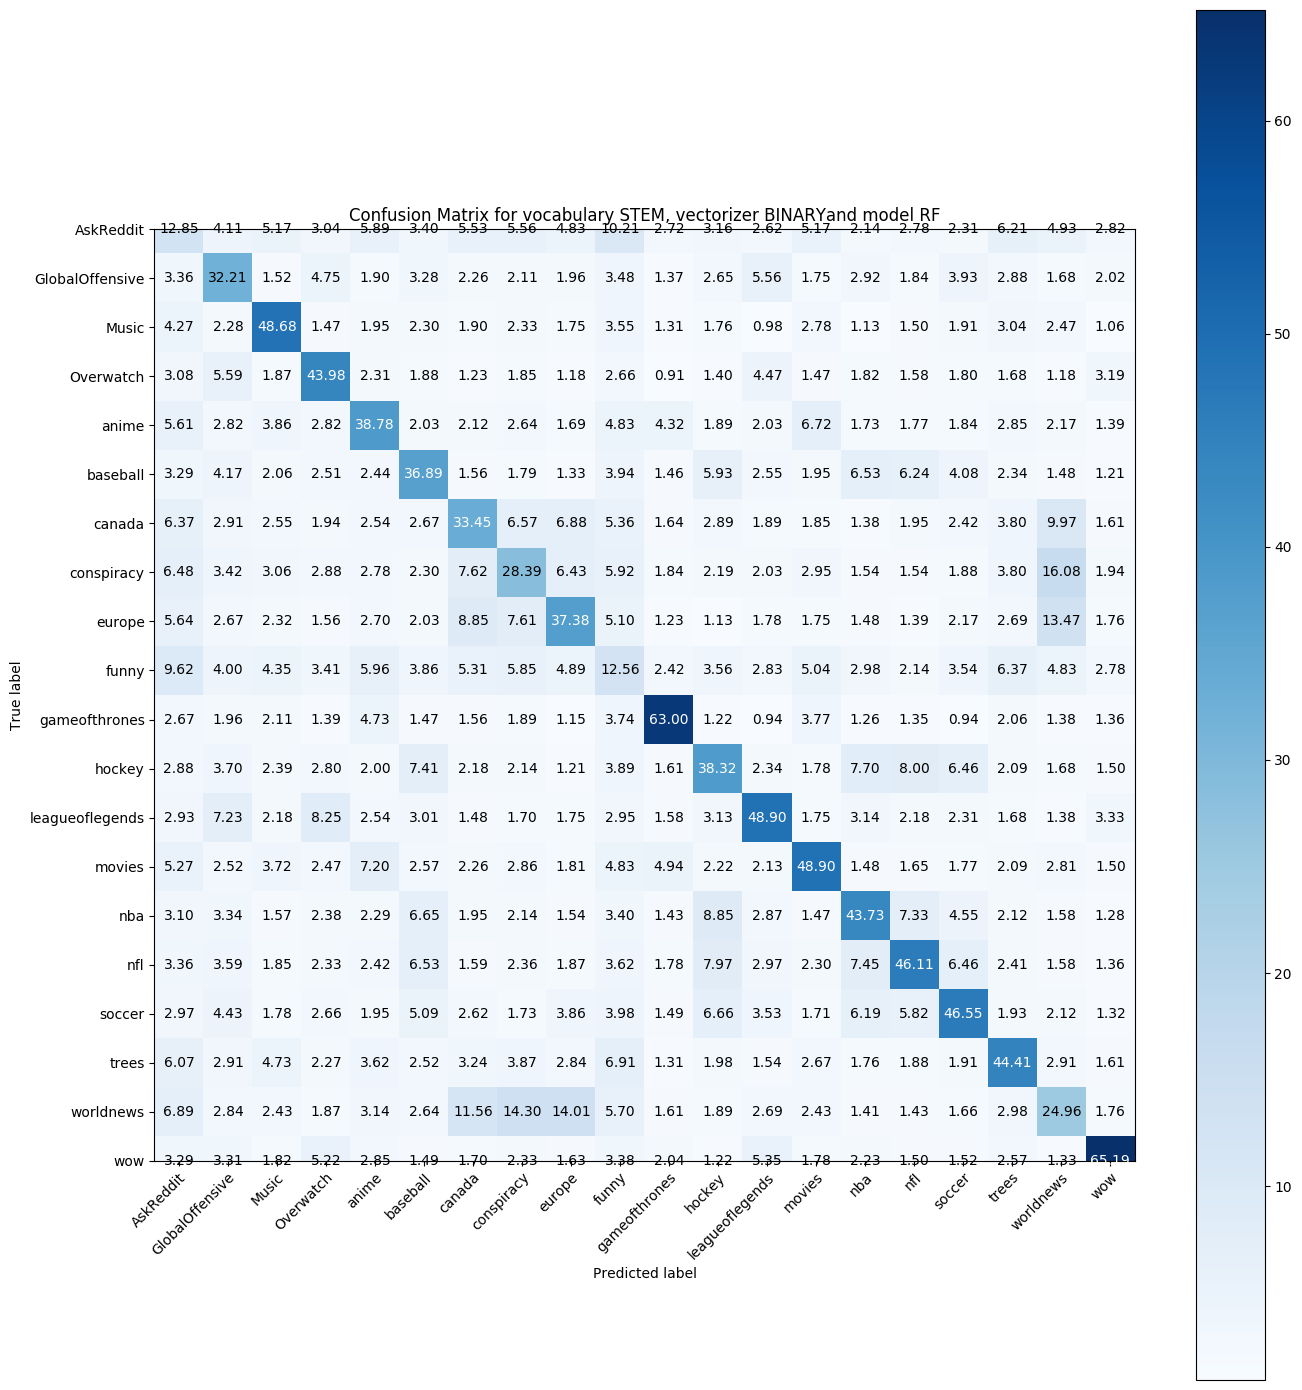 Confusion Matrix for vocabulary STEM, vectorizer BINARYand model RF
AskReddit 12.85 4.11 5.17 3.04 5.89 3.40 5.53 5.56 4.83 10.21 2.72 3.16 2.62 5.17 2.14 2.78 2.31 6.21 4.93 2.82
GlobalOffensive 3.36 32.21 1.52 4.75 1.90 3.28 2.26 2.11 1.96 3.48 1.37 2.65 5.56 1.75 2.92 1.84 3.93 2.88 1.68 2.02
Music 4.27 2.28 48.68 1.47 1.95 2.30 1.90 2.33 1.75 3.55 1.31 1.76 0.98 2.78 1.13 1.50 1.91 3.04 2.47 1.06
Overwatch 3.08 5.59 1.87 43.98 2.31 1.88 1.23 1.85 1.18 2.66 0.91 1.40 4.47 1.47 1.82 1.58 1.80 1.68 1.18 3.19
anime 5.61 2.82 3.86 2.82 38.78 2.03 2.12 2.64 1.69 4.83 4.32 1.89 2.03 6.72 1.73 1.77 1.84 2.85 2.17 1.39
baseball 3.29 4.17 2.06 2.51 2.44 36.89 1.56 1.79 1.33 3.94 1.46 5.93 2.55 1.95 6.53 6.24 4.08 2.34 1.48 1.21
canada 6.37 2.91 2.55 1.94 2.54 2.67 33.45 6.57 6.88 5.36 1.64 2.89 1.89 1.85 1.38 1.95 2.42 3.80 9.97 1.61
conspiracy 6.48 3.42 3.06 2.88 2.78 2.30 7.62 28.39 6.43 5.92 1.84 2.19 2.03 2.95 1.54 1.54 1.88 3.80 16.08 1.94
europe 5.64 2.67 2.32 1.56 2.70 2.03 8.85 7.61 37.38 5.10 1.23 1.13 1.78 1.75 1.48 1.39 2.17 2.69 13.47 1.76
funny 9.62 4.00 4.35 3.41 5.96 3.86 5.31 5.85 4.89 12.56 2.42 3.56 2.83 5.04 2.98 2.14 3.54 6.37 4.83 2.78
gameofthrones 2.67 1.96 2.11 1.39 4.73 1.47 1.56 1.89 1.15 3.74 63.00 1.22 0.94 3.77 1.26 1.35 0.94 2.06 1.38 1.36
hockey 2.88 3.70 2.39 2.80 2.00 7.41 2.18 2.14 1.21 3.89 1.61 38.32 2.34 1.78 7.70 8.00 6.46 2.09 1.68 1.50
leagueoflegends 2.93 7.23 2.18 8.25 2.54 3.01 1.48 1.70 1.75 2.95 1.58 3.13 48.90 1.75 3.14 2.18 2.31 1.68 1.38 3.33
movies 5.27 2.52 3.72 2.47 7.20 2.57 2.26 2.86 1.81 4.83 4.94 2.22 2.13 48.90 1.48 1.65 1.77 2.09 2.81 1.50
nba 3.10 3.34 1.57 2.38 2.29 6.65 1.95 2.14 1.54 3.40 1.43 8.85 2.87 1.47 43.73 7.33 4.55 2.12 1.58 1.28
nfl 3.36 3.59 1.85 2.33 2.42 6.53 1.59 2.36 1.87 3.62 1.78 7.97 2.97 2.30 7.45 46.11 6.46 2.41 1.58 1.36
soccer 2.97 4.43 1.78 2.66 1.95 5.09 2.62 1.73 3.86 3.98 1.49 6.66 3.53 1.71 6.19 5.82 46.55 1.93 2.12 1.32
trees 6.07 2.91 4.73 2.27 3.62 2.52 3.24 3.87 2.84 6.91 1.31 1.98 1.54 2.67 1.76 1.88 1.91 44.41 2.91 1.61
worldnews 6.89 2.84 2.43 1.87 3.14 2.64 11.56 14.30 14.01 5.70 1.61 1.89 2.69 2.43 1.41 1.43 1.66 2.98 24.96 1.76
wow 3.29 3.31 1.82 5.22 2.85 1.49 1.70 2.33 1.63 3.38 2.04 1.22 5.35 1.78 2.23 1.50 1.52 2.57 1.33 65.19
True label
AskReddit GlobalOffensive Music Overwatch anime baseball canada conspiracy europe funny gameofthrones hockey leagueoflegends movies nba nfl soccer trees worldnews wow
Predicted label
60
50
40
30
20
10